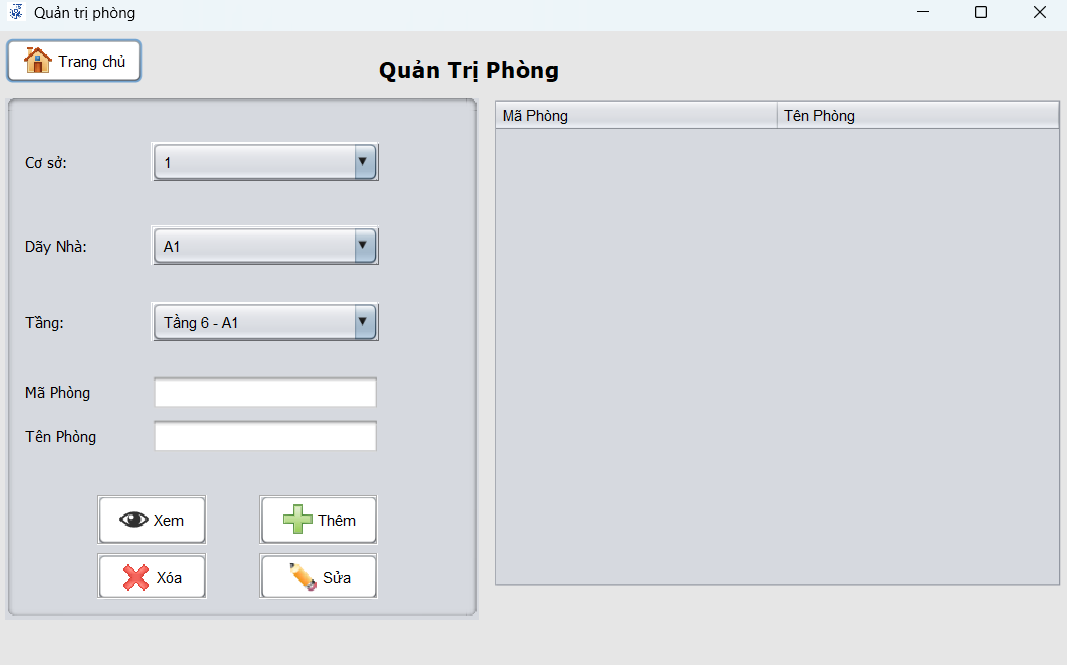 Quản trị phòng
Trang chủ
Quản Trị Phòng
Cơ sở:
1
Dãy Nhà:
A1
Tầng:
Tầng 6 - A1
Mã Phòng
Tên Phòng
Xem
Thêm
Xóa
Sửa
Mã Phòng
Tên Phòng